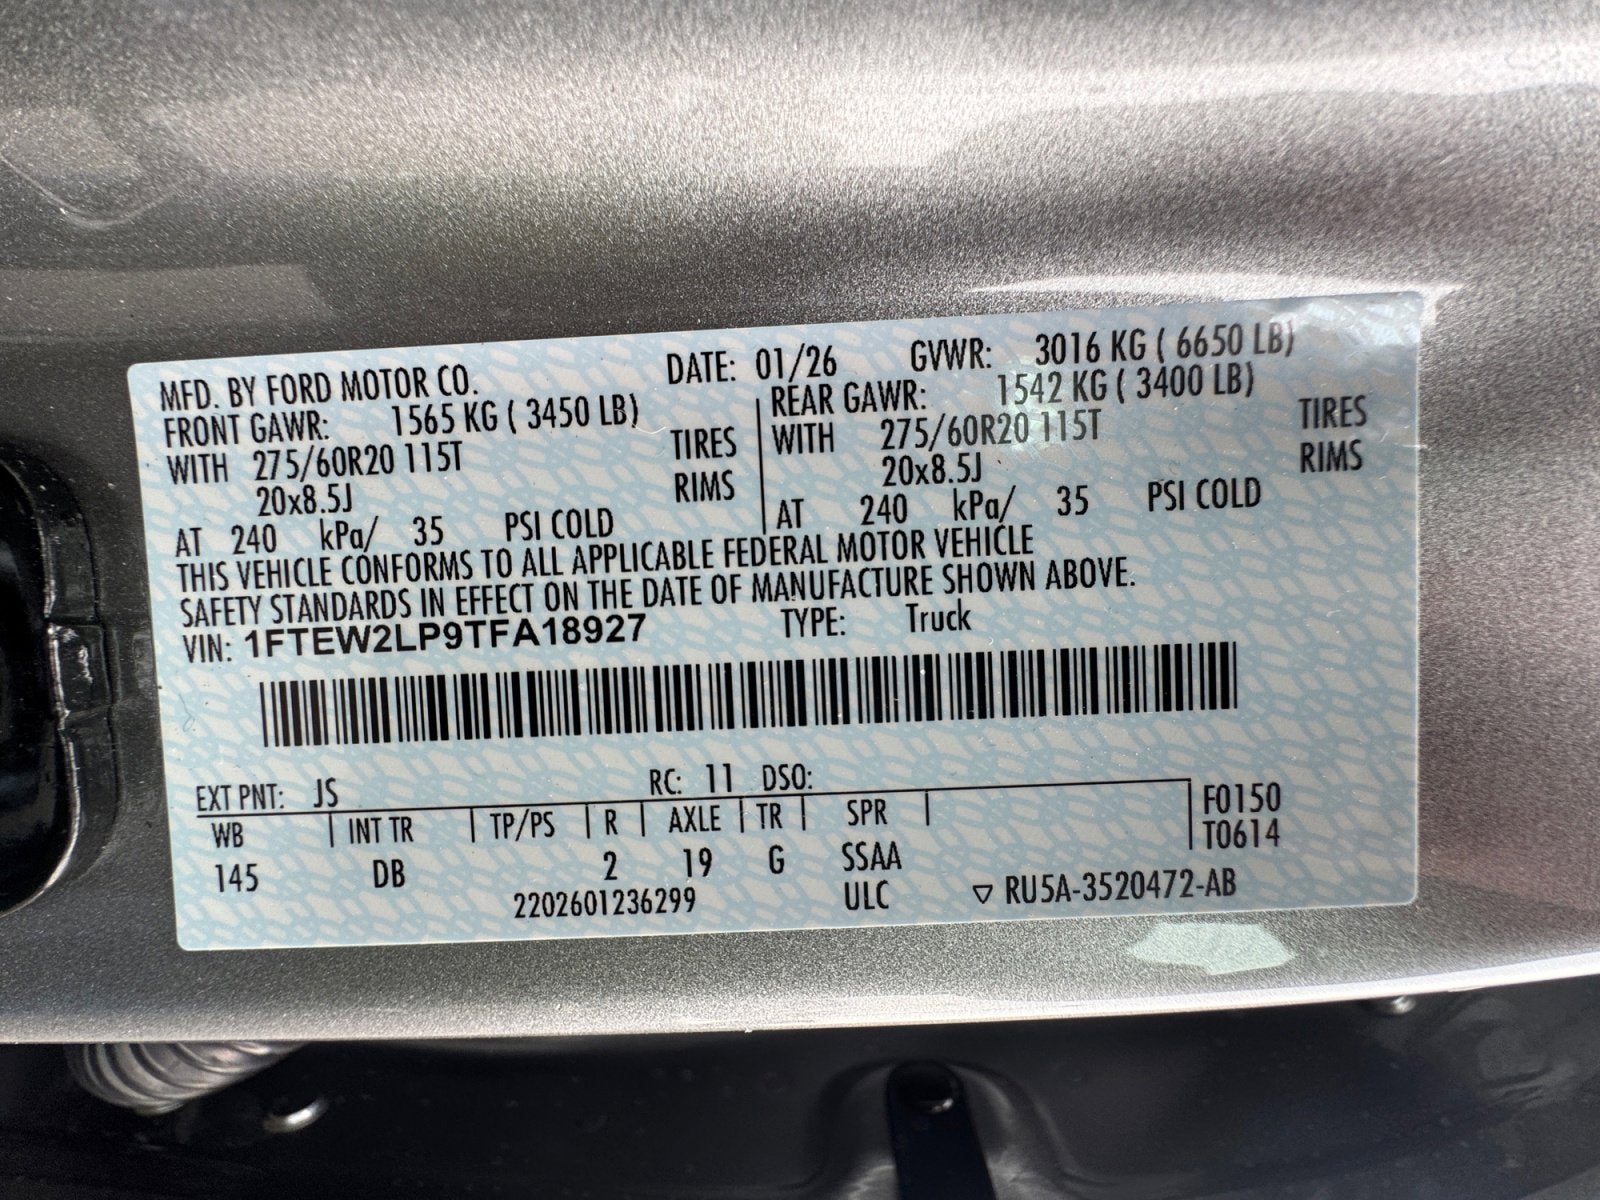 MFD. BY FORD MOTOR CO. DATE: 01/26 GVWR: 3016 KG ( 6650 LB)
FRONT GAWR: 1565 KG ( 3450 LB) REAR GAWR: 1542 KG ( 3400 LB)
WITH 275/60R20 115T TIRES WITH 275/60R20 115T TIRES
20x8.5J RIMS 20x8.5J RIMS
AT 240 kPa/ 35 PSI COLD AT 240 kPa/ 35 PSI COLD
THIS VEHICLE CONFORMS TO ALL APPLICABLE FEDERAL MOTOR VEHICLE
SAFETY STANDARDS IN EFFECT ON THE DATE OF MANUFACTURE SHOWN ABOVE.
VIN: 1FTEW2LP9TFA18927 TYPE: Truck
EXT PNT: JS RC: 11 DSO:
WB INT TR TP/PS R AXLE TR SPR F0150
T0614
145 DB 2 19 G SSAA
2202601236299 ULC ▽ RU5A-3520472-AB